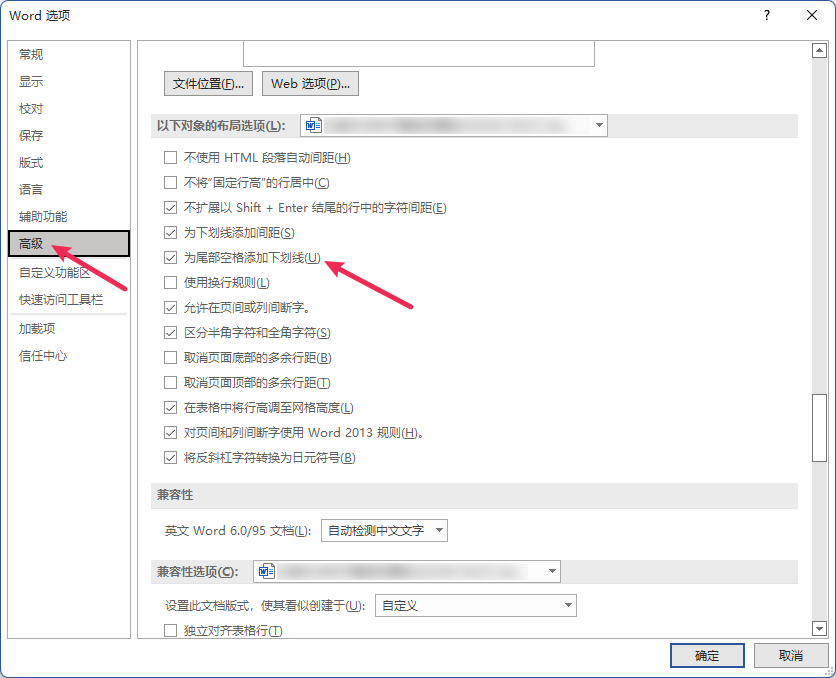 Word 选项
?
常规
显示
校对
保存
版式
语言
辅助功能
高级
自定义功能区
快速访问工具栏
加载项
信任中心
文件位置(F)... Web 选项(P)...
以下对象的布局选项(L):
不使用 HTML 段落自动间距(H)
不将“固定行高”的行居中(C)
不扩展以 Shift + Enter 结尾的行中的字符间距(E)
为下划线添加间距(S)
为尾部空格添加下划线(U)
使用换行规则(L)
允许在页间或列间断字。
区分半角字符和全角字符(S)
取消页面底部的多余行距(B)
取消页面顶部的多余行距(T)
在表格中将行高调至网格高度(L)
对页间和列间断字使用 Word 2013 规则(H)。
将反斜杠字符转换为日元符号(B)
兼容性
英文 Word 6.0/95 文档(L): 自动检测中文文字
兼容性选项(C):
设置此文档版式，使其看似创建于(U): 自定义
独立对齐表格行(T)
确定 取消